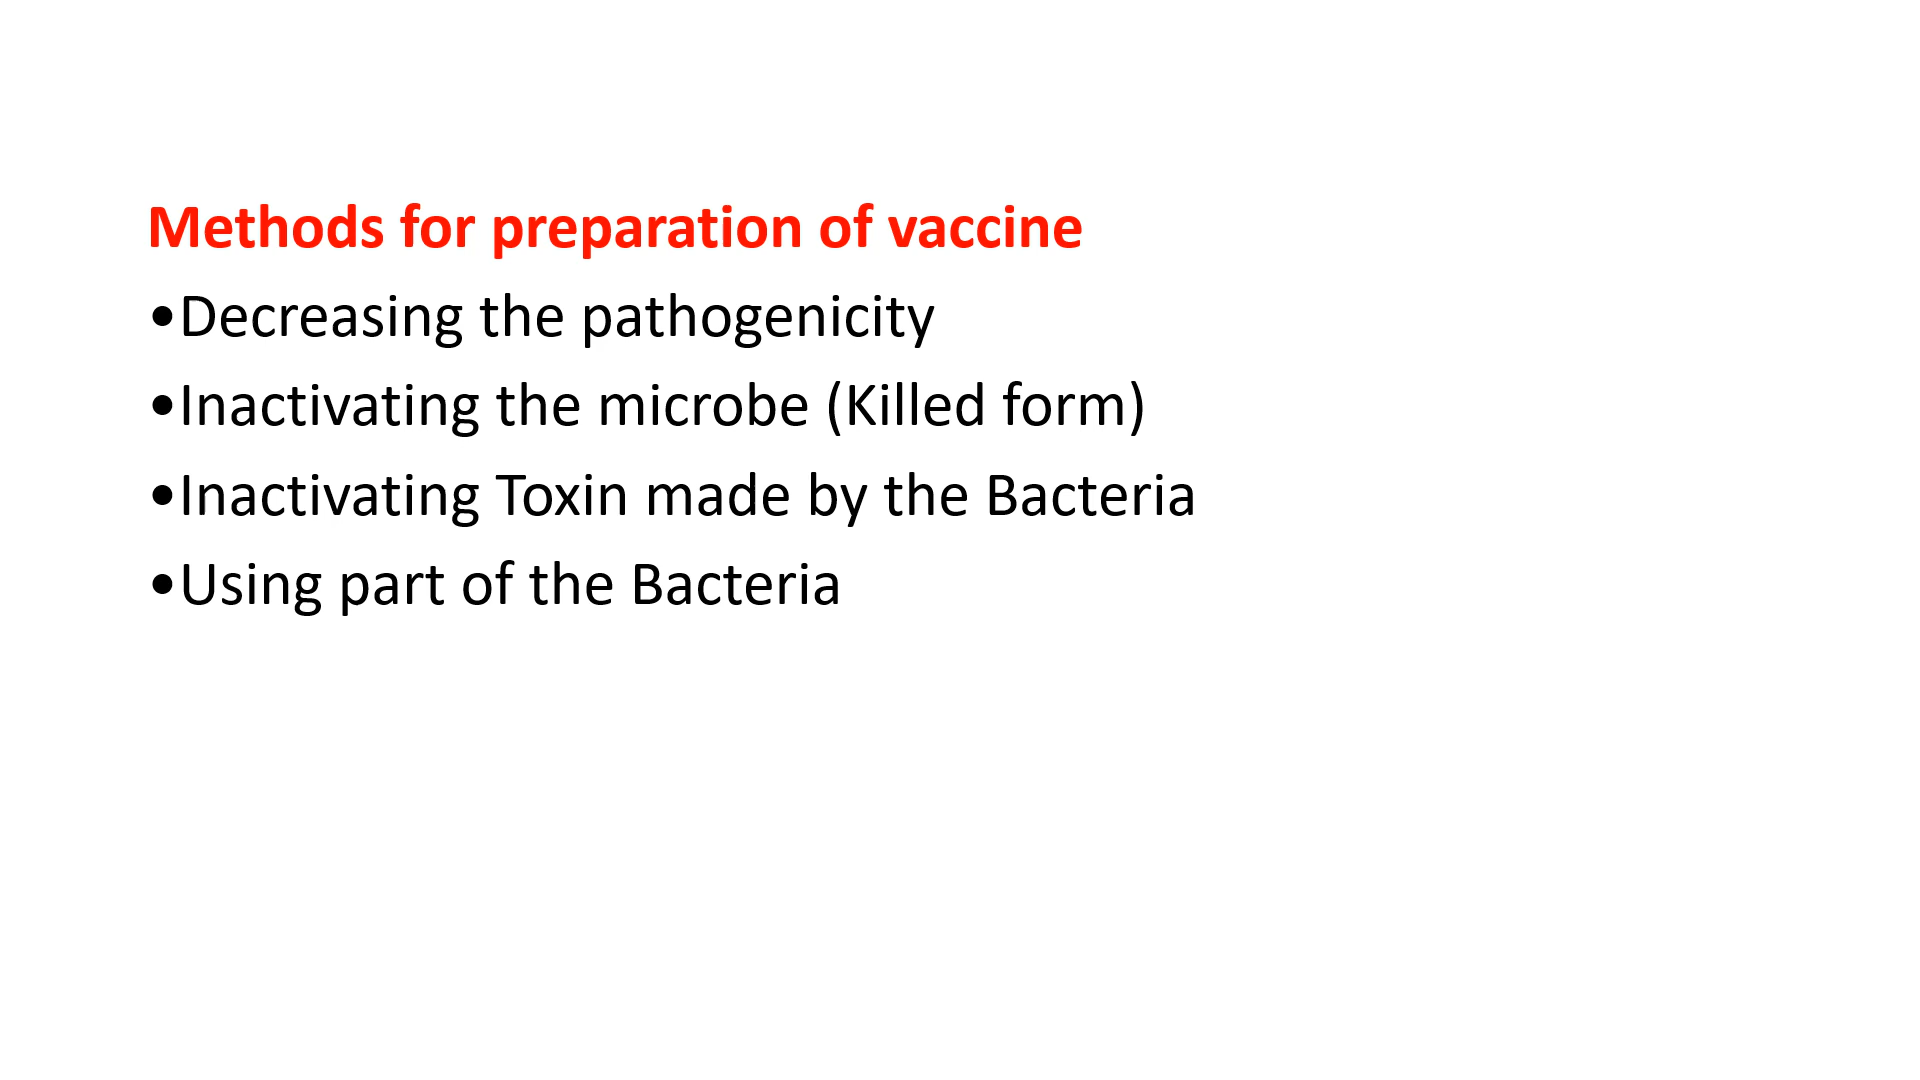 Methods for preparation of vaccine
•Decreasing the pathogenicity
•Inactivating the microbe (Killed form)
•Inactivating Toxin made by the Bacteria
•Using part of the Bacteria